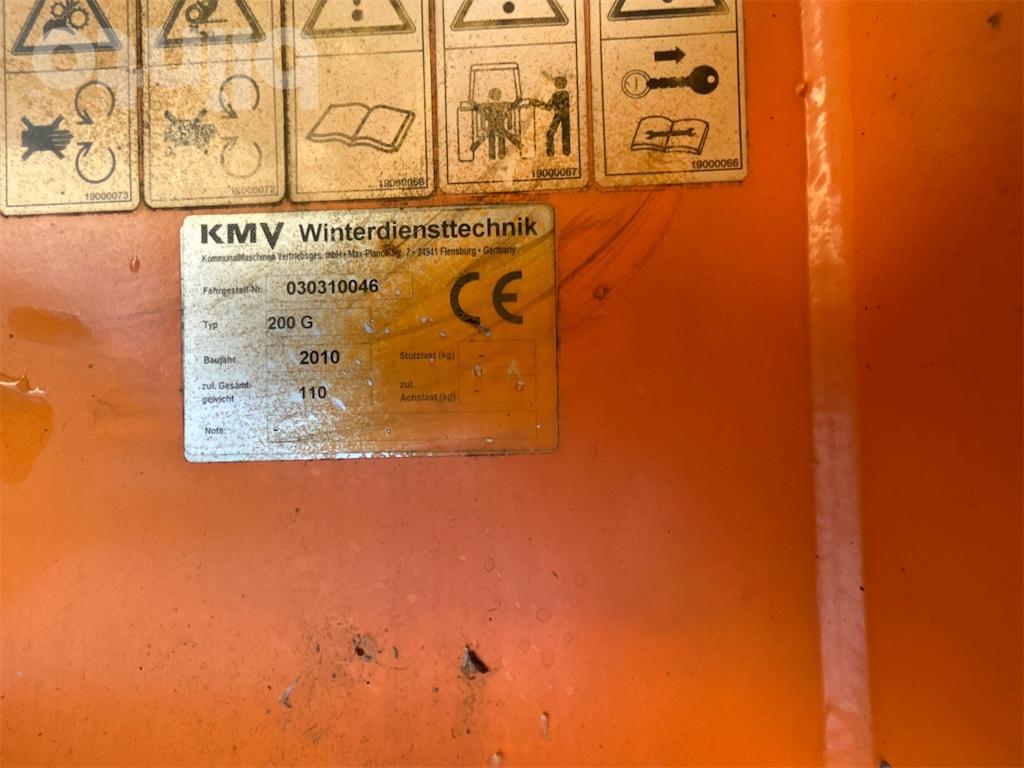 19000073
19000072
19000066
19000067
19000066
KMV Winterdiensttechnik
KommunalMaschinen Vertriebsges. mbH • Max-Planck-Str. 7 • 24941 Flensburg • Germany
Fahrgestell-Nr. 030310046
CE
Typ 200 G
Baujahr 2010 Stützlast (kg) -
zul. Gesamt- 110 zul. -
gewicht Achslast (kg)
Note: -